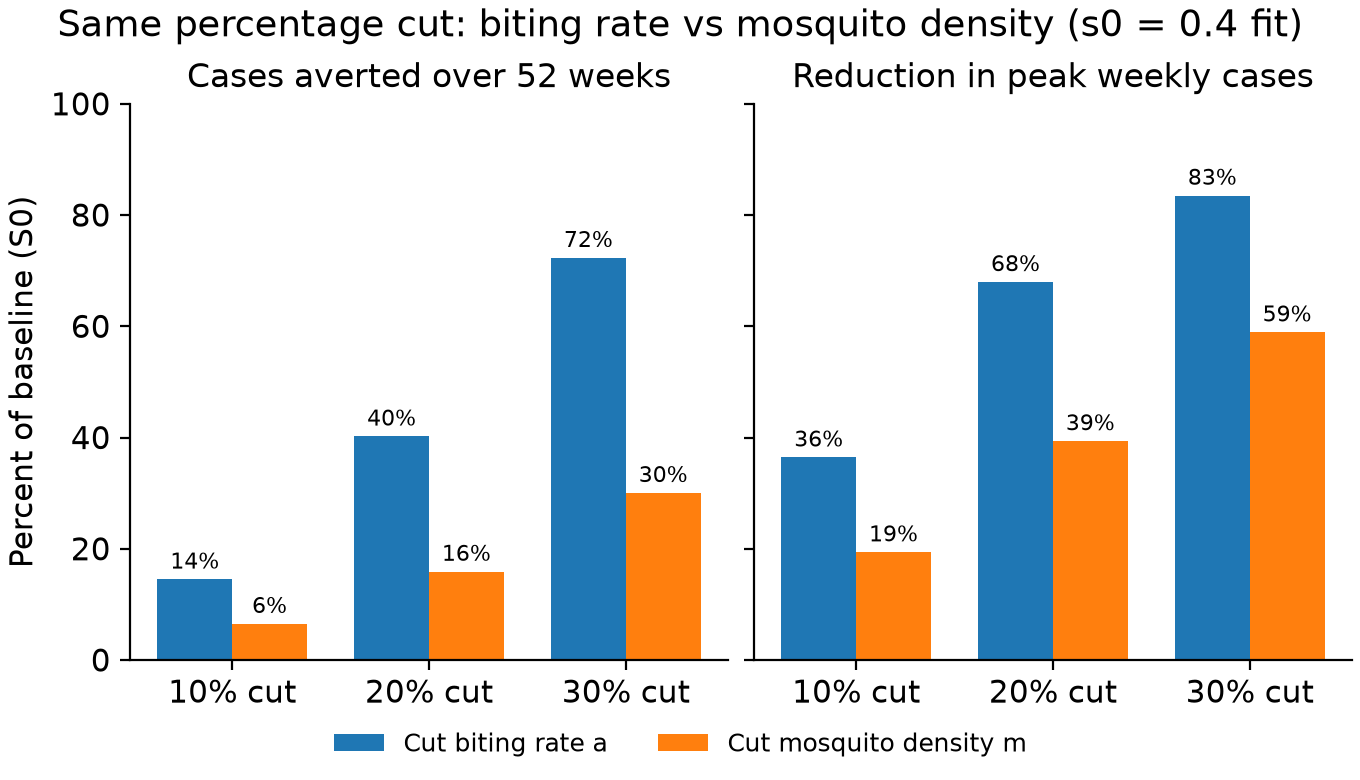 Same percentage cut: biting rate vs mosquito density (s0 = 0.4 fit)
Cases averted over 52 weeks
Percent of baseline (S0)
100
80
60
40
20
0
14%
6%
40%
16%
72%
30%
10% cut
20% cut
30% cut
Reduction in peak weekly cases
36%
19%
68%
39%
83%
59%
10% cut
20% cut
30% cut
Cut biting rate a
Cut mosquito density m